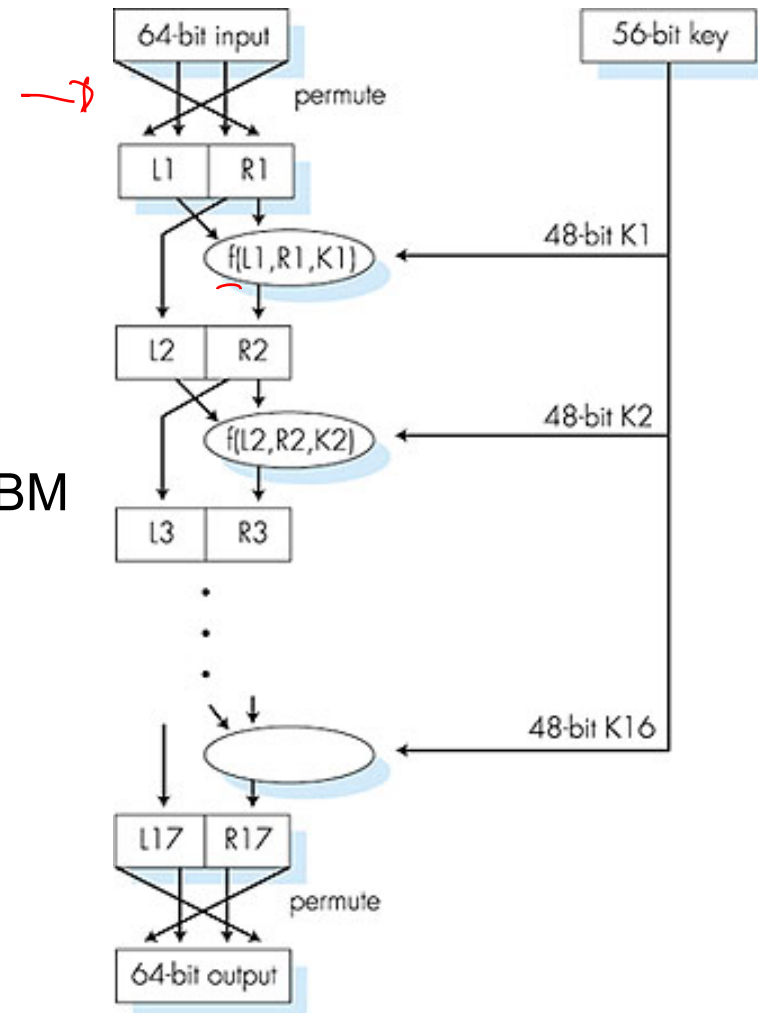 64-bit input
56-bit key
permute
L1 R1
48-bit K1
f(L1,R1,K1)
L2 R2
48-bit K2
f(L2,R2,K2)
BM
L3 R3
48-bit K16
L17 R17
permute
64-bit output